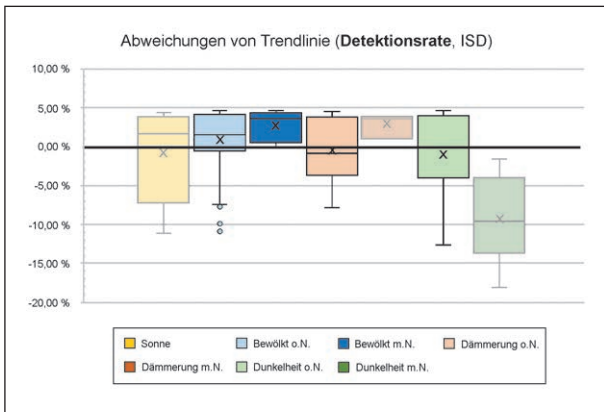 Abweichungen von Trendlinie (Detektionsrate, ISD)
10,00 %
5,00 %
0,00 %
-5,00 %
-10,00 %
-15,00 %
-20,00 %
Sonne Bewölkt o.N. Bewölkt m.N. Dämmerung o.N.
Dämmerung m.N. Dunkelheit o.N. Dunkelheit m.N.